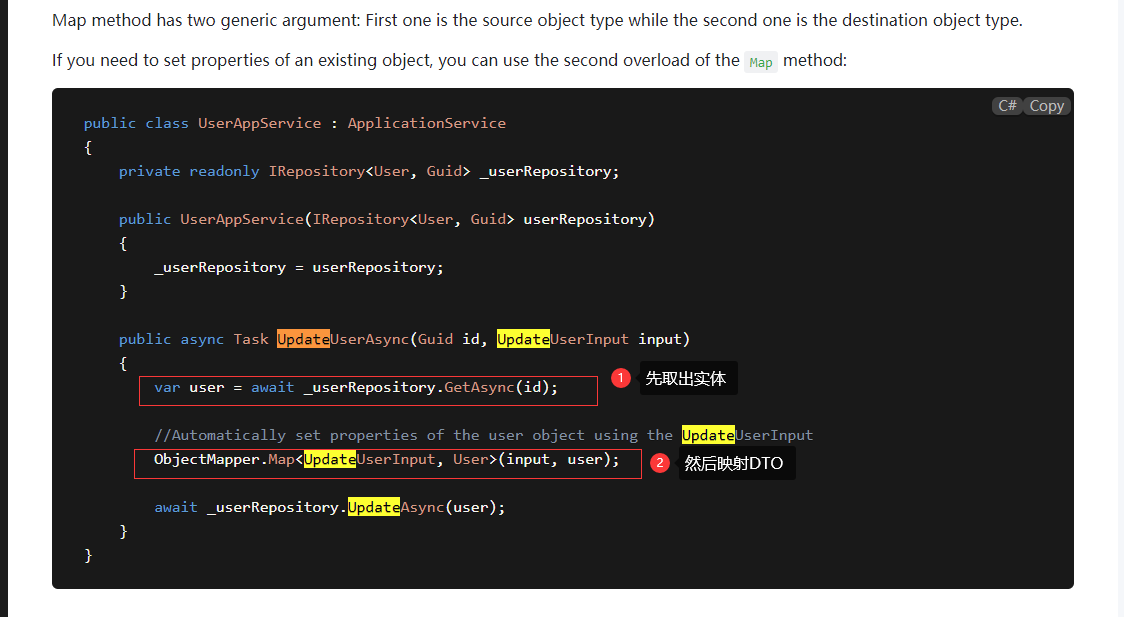 Map method has two generic argument: First one is the source object type while the second one is the destination object type.
If you need to set properties of an existing object, you can use the second overload of the Map method:
C# Copy
public class UserAppService : ApplicationService
{
private readonly IRepository<User, Guid> _userRepository;
public UserAppService(IRepository<User, Guid> userRepository)
{
_userRepository = userRepository;
}
public async Task UpdateUserAsync(Guid id, UpdateUserInput input)
{
var user = await _userRepository.GetAsync(id);
1 先取出实体
//Automatically set properties of the user object using the UpdateUserInput
ObjectMapper.Map<UpdateUserInput, User>(input, user);
2 然后映射DTO
await _userRepository.UpdateAsync(user);
}
}